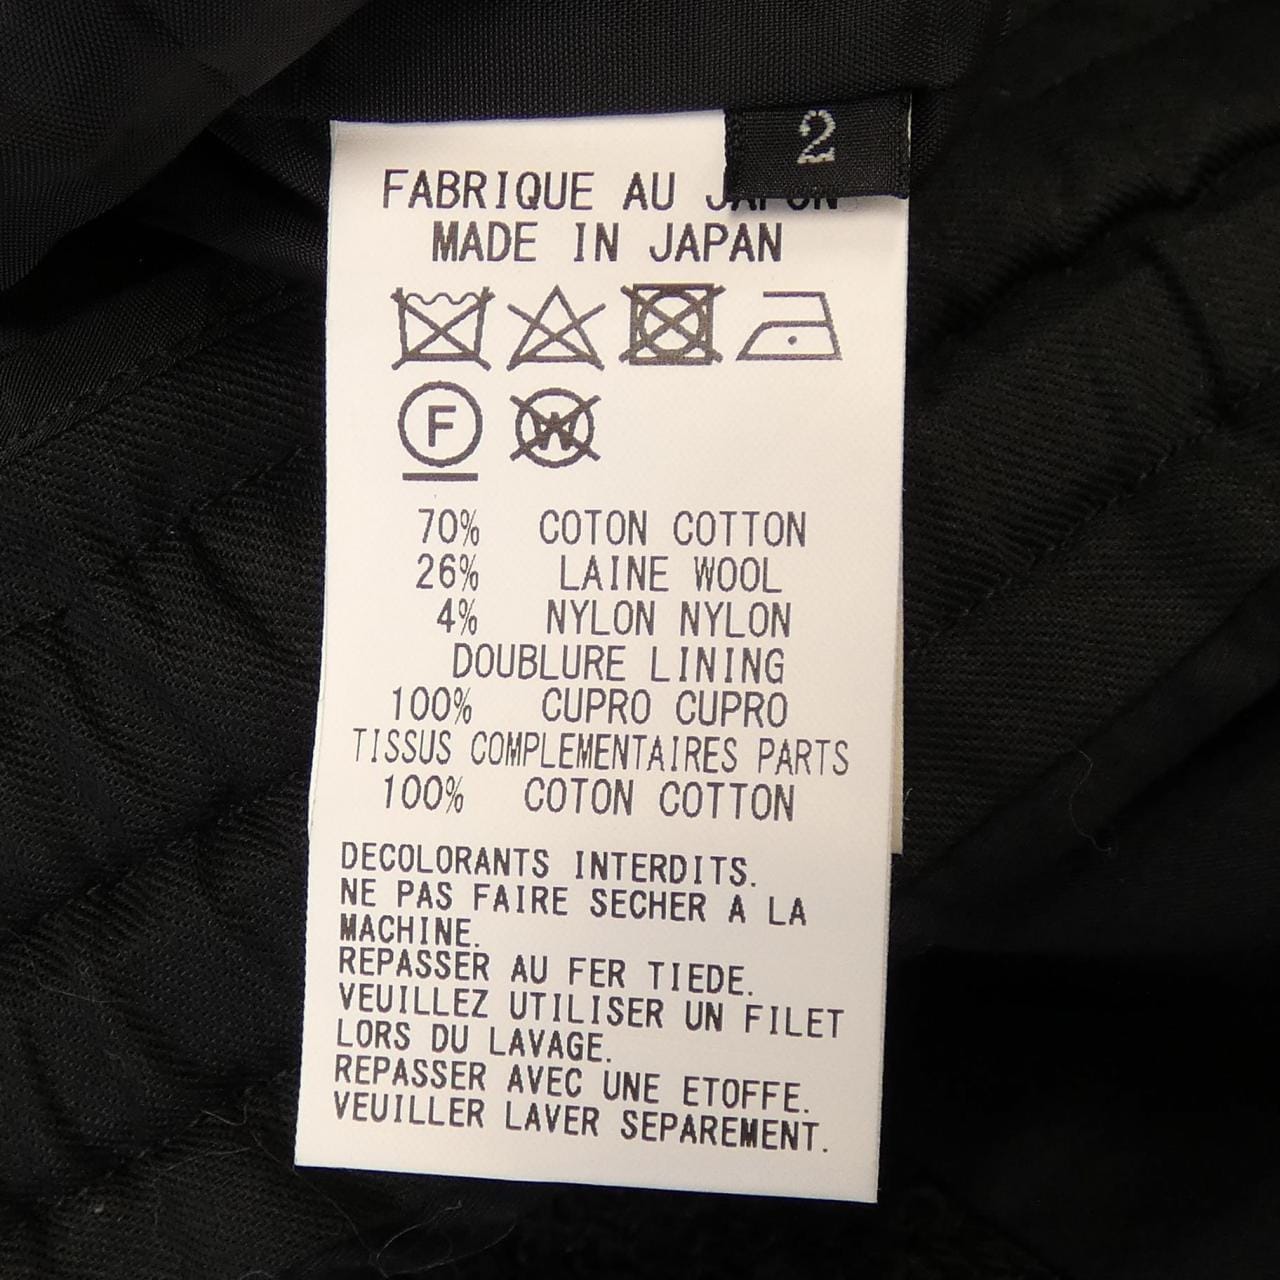 2
FABRIQUE AU JAPON
MADE IN JAPAN
F
W
70% COTON COTTON
26% LAINE WOOL
4% NYLON NYLON
DOUBLURE LINING
100% CUPRO CUPRO
TISSUS COMPLEMENTAIRES PARTS
100% COTON COTTON
DECOLORANTS INTERDITS.
NE PAS FAIRE SECHER A LA
MACHINE.
REPASSER AU FER TIEDE.
VEUILLEZ UTILISER UN FILET
LORS DU LAVAGE.
REPASSER AVEC UNE ETOFFE.
VEUILLER LAVER SEPAREMENT.